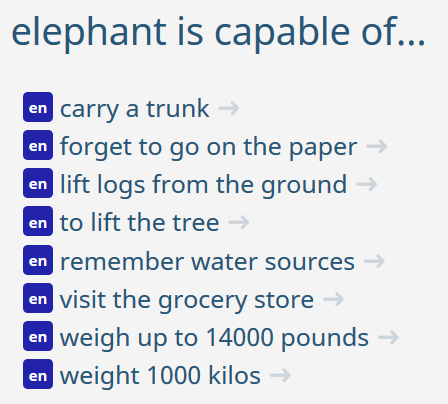 elephant is capable of...
en carry a trunk →
en forget to go on the paper →
en lift logs from the ground →
en to lift the tree →
en remember water sources →
en visit the grocery store →
en weigh up to 14000 pounds →
en weight 1000 kilos →